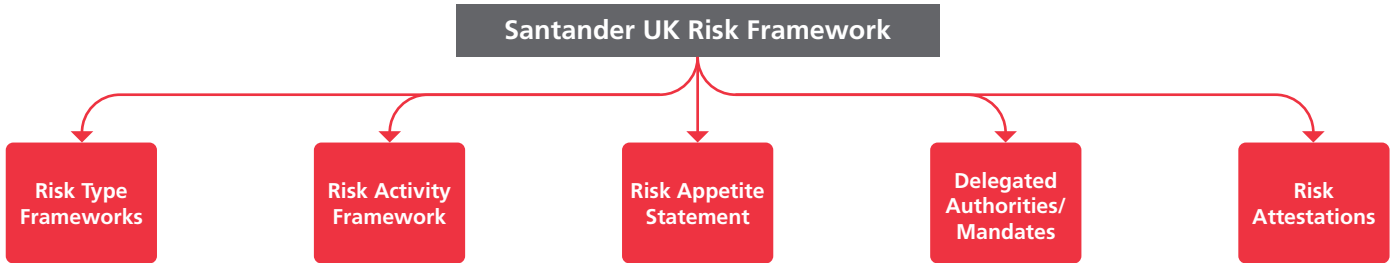 Santander UK Risk Framework
Risk Type
Frameworks
Risk Activity
Framework
Risk Appetite
Statement
Delegated
Authorities/
Mandates
Risk
Attestations